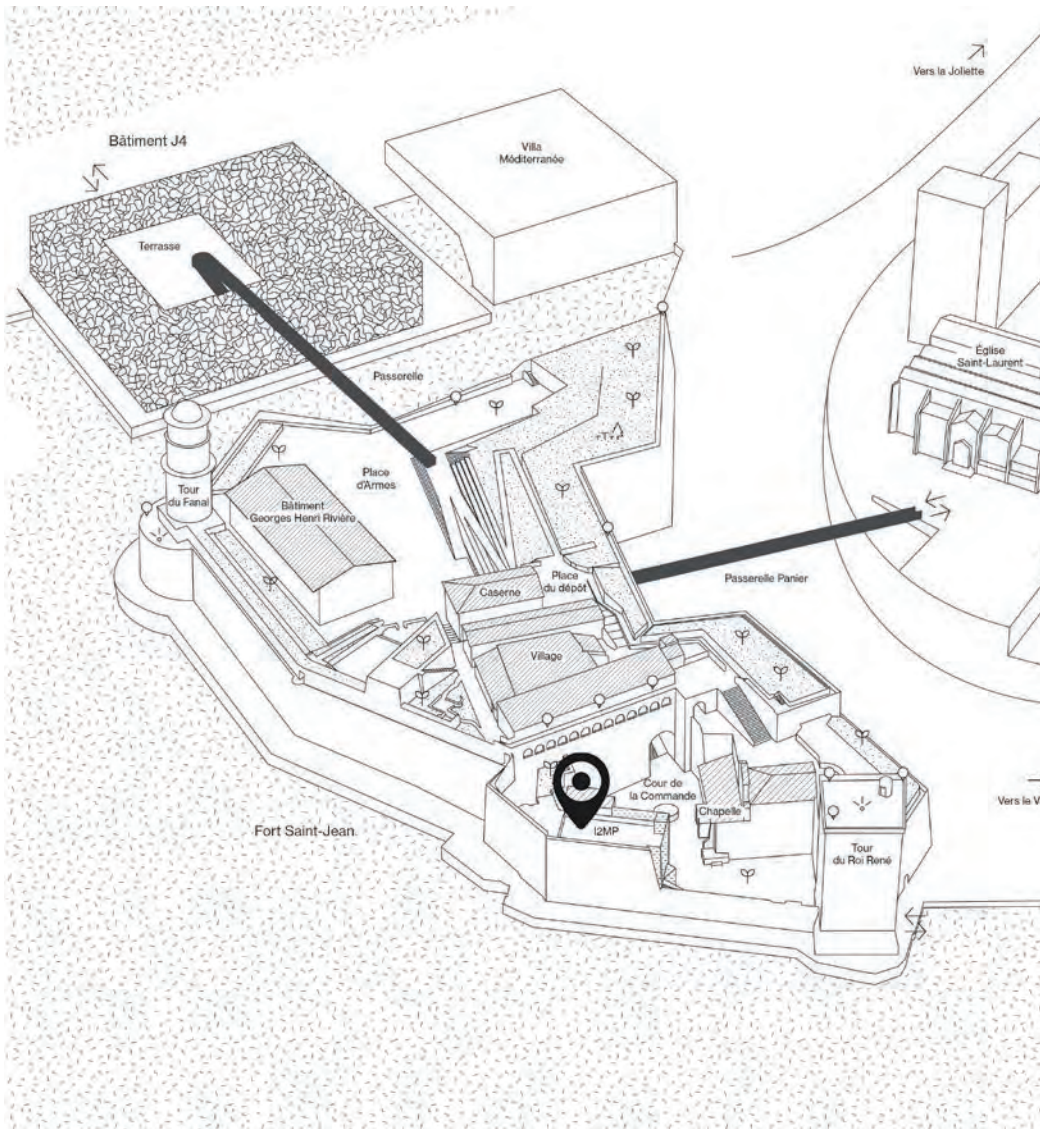 Vers la Joliette
Bâtiment J4
Villa
Méditerranée
Terrasse
Église
Saint-Laurent
Passerelle
Place
d'Armes
Tour
du Fanal
Bâtiment
Georges Henri Rivière
Passerelle Panier
Place
du dépôt
Caserne
Village
Cour de
la Commande
Chapelle
Vers le V
I2MP
Fort Saint-Jean
Tour
du Roi René